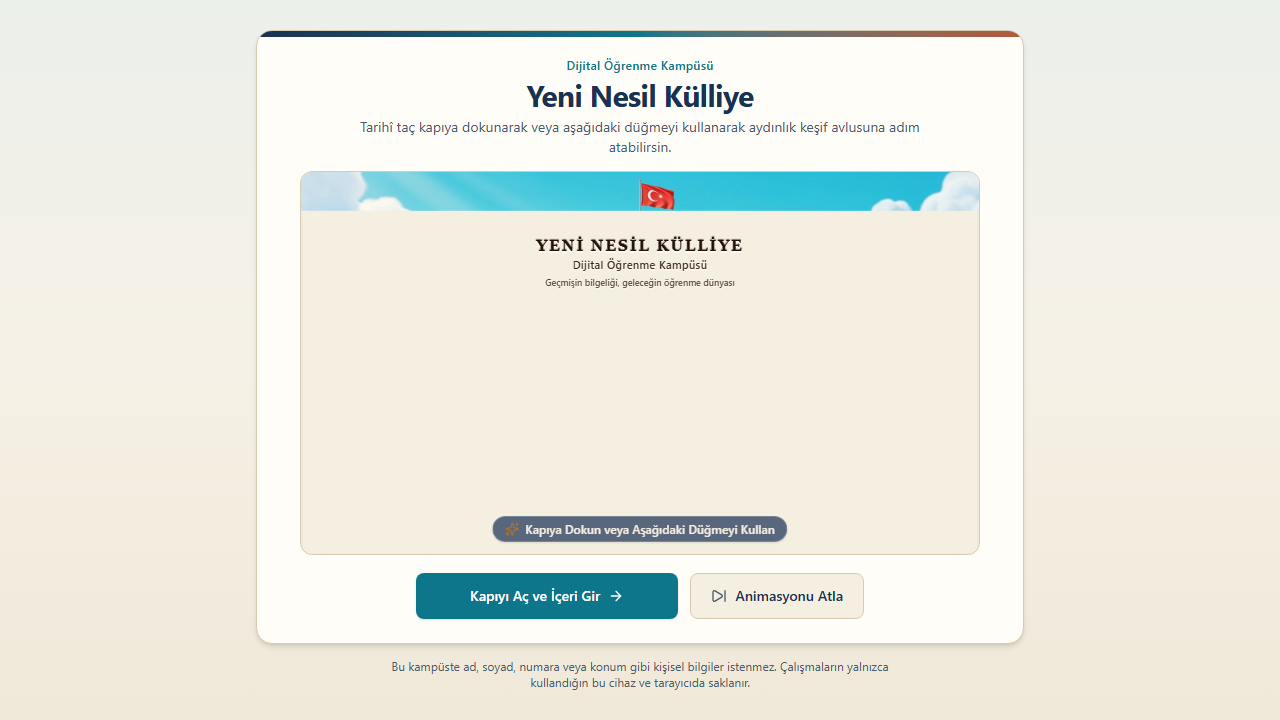 Dijital Öğrenme Kampüsü
Yeni Nesil Külliye
Tarihî taç kapıya dokunarak veya aşağıdaki düğmeyi kullanarak aydınlık keşif avlusuna adım
atabilirsin.
YENİ NESİL KÜLLİYE
Dijital Öğrenme Kampüsü
Geçmişin bilgeliği, geleceğin öğrenme dünyası
Kapıya Dokun veya Aşağıdaki Düğmeyi Kullan
Kapıyı Aç ve İçeri Gir
Animasyonu Atla
Bu kampüste ad, soyad, numara veya konum gibi kişisel bilgiler istenmez. Çalışmaların yalnızca
kullandığın bu cihaz ve tarayıcıda saklanır.